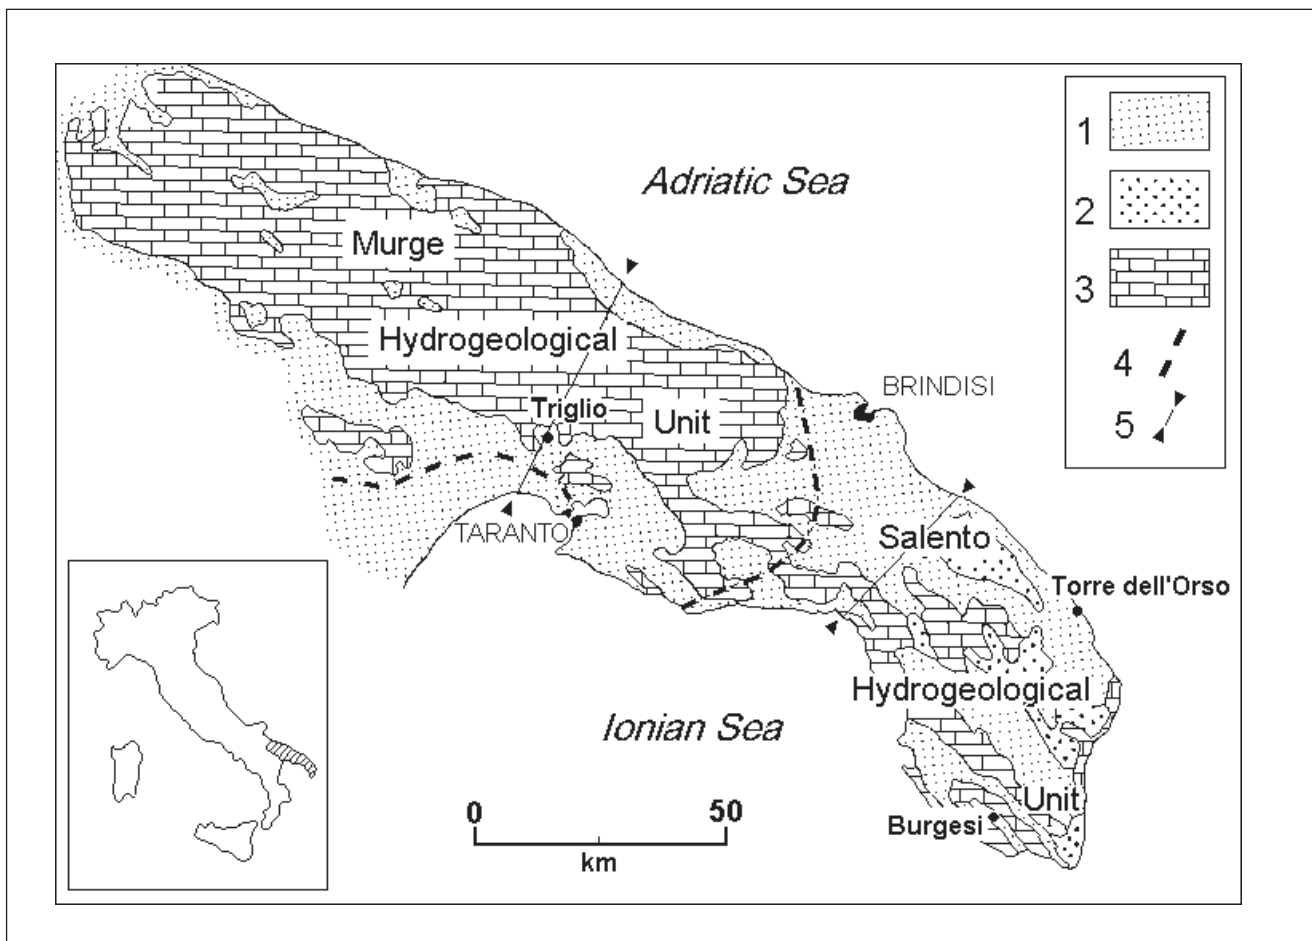 Adriatic Sea
Murge
Hydrogeological
Unit
Triglio
BRINDISI
TARANTO
Salento
Torre dell'Orso
Hydrogeological
Unit
Burgesi
Ionian Sea
0 50
km
1
2
3
4
5